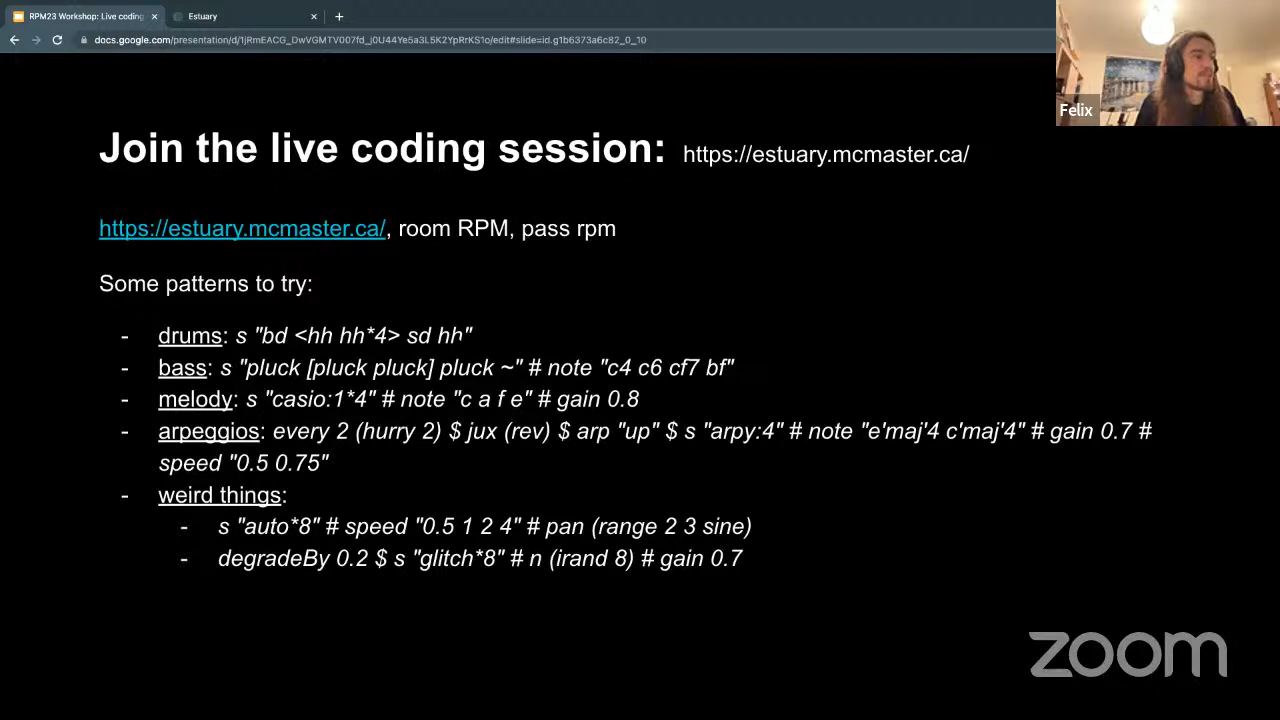 RPM23 Workshop: Live coding
Estuary
docs.google.com/presentation/d/1jRmEACG_DwVGMTV007fd_j0U44Ye5a3L5K2YpRrKS1o/edit#slide=id.g1b6373a6c82_0_10
Felix
Join the live coding session: https://estuary.mcmaster.ca/
https://estuary.mcmaster.ca/, room RPM, pass rpm
Some patterns to try:
- drums: s "bd <hh hh*4> sd hh"
- bass: s "pluck [pluck pluck] pluck ~" # note "c4 c6 cf7 bf"
- melody: s "casio:1*4" # note "c a f e" # gain 0.8
- arpeggios: every 2 (hurry 2) $ jux (rev) $ arp "up" $ s "arpy:4" # note "e'maj'4 c'maj'4" # gain 0.7 #
speed "0.5 0.75"
- weird things:
- s "auto*8" # speed "0.5 1 2 4" # pan (range 2 3 sine)
- degradeBy 0.2 $ s "glitch*8" # n (irand 8) # gain 0.7
zoom